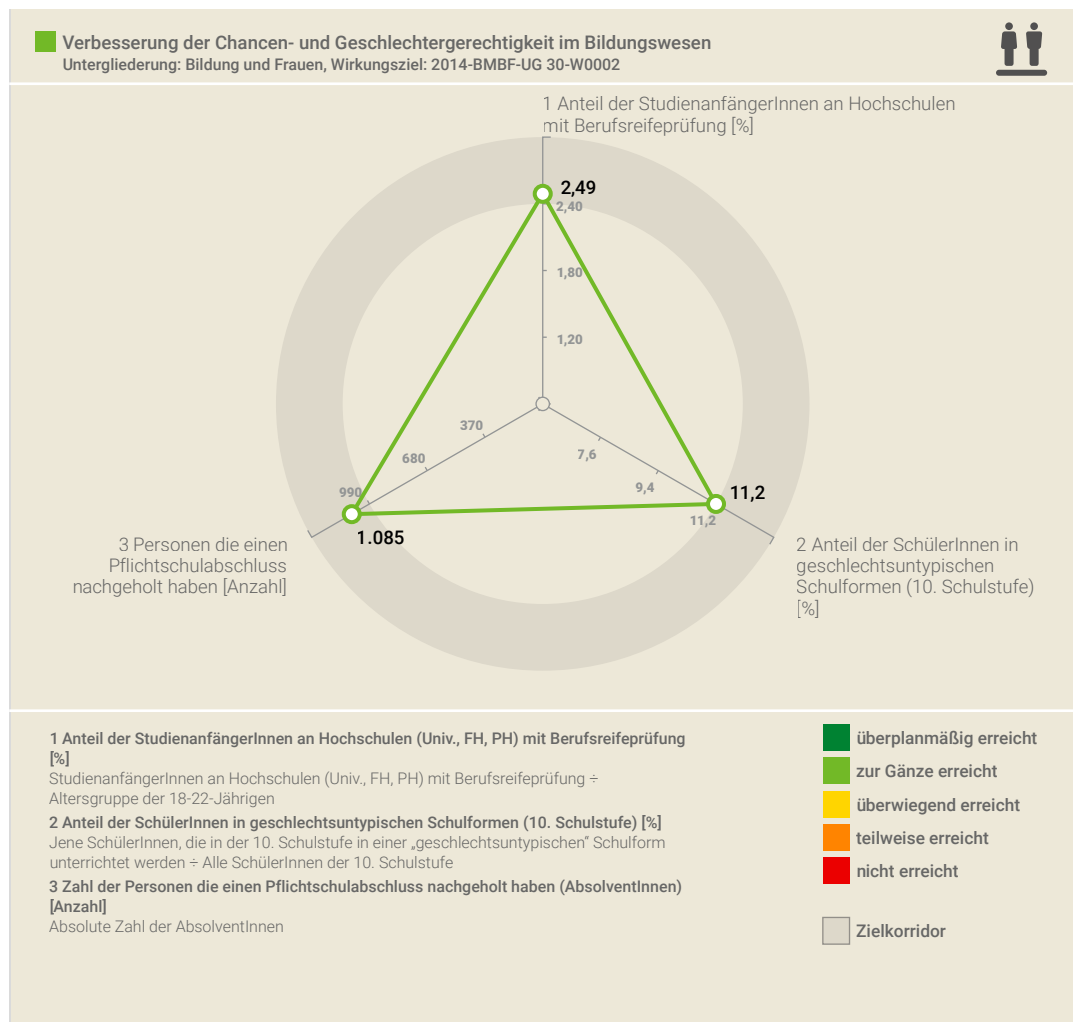 Verbesserung der Chancen- und Geschlechtergerechtigkeit im Bildungswesen
Untergliederung: Bildung und Frauen, Wirkungsziel: 2014-BMBF-UG 30-W0002
1 Anteil der StudienanfängerInnen an Hochschulen
mit Berufsreifeprüfung [%]
2,49
2,40
1,80
1,20
370
680
990
7,6
9,4
11,2
11,2
1.085
3 Personen die einen
Pflichtschulabschluss
nachgeholt haben [Anzahl]
2 Anteil der SchülerInnen in
geschlechtsuntypischen
Schulformen (10. Schulstufe)
[%]
1 Anteil der StudienanfängerInnen an Hochschulen (Univ., FH, PH) mit Berufsreifeprüfung
[%]
StudienanfängerInnen an Hochschulen (Univ., FH, PH) mit Berufsreifeprüfung ÷
Altersgruppe der 18-22-Jährigen
2 Anteil der SchülerInnen in geschlechtsuntypischen Schulformen (10. Schulstufe) [%]
Jene SchülerInnen, die in der 10. Schulstufe in einer „geschlechtsuntypischen“ Schulform
unterrichtet werden ÷ Alle SchülerInnen der 10. Schulstufe
3 Zahl der Personen die einen Pflichtschulabschluss nachgeholt haben (AbsolventInnen)
[Anzahl]
Absolute Zahl der AbsolventInnen
überplanmäßig erreicht
zur Gänze erreicht
überwiegend erreicht
teilweise erreicht
nicht erreicht
Zielkorridor